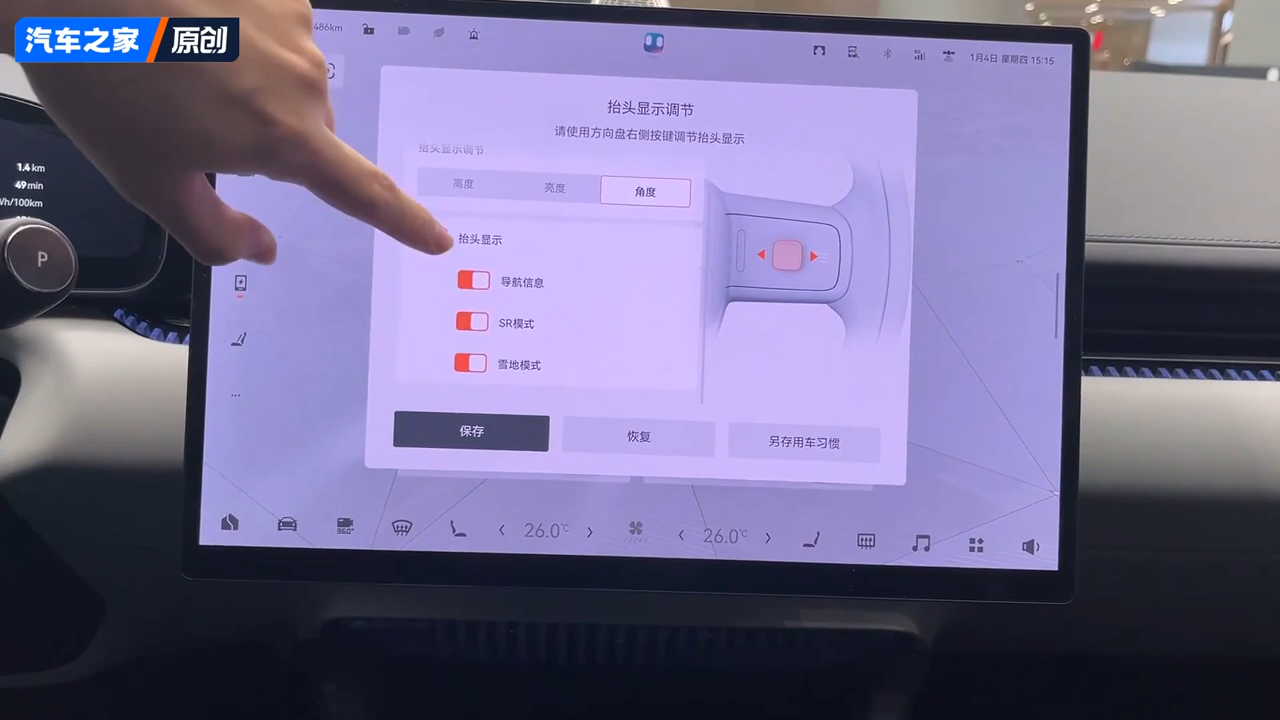 汽车之家 原创
486km
1月4日 星期四 15:15
抬头显示调节
请使用方向盘右侧按键调节抬头显示
抬头显示调节
高度 亮度 角度
抬头显示
导航信息
SR模式
雪地模式
保存 恢复 另存用车习惯
1.4 km
49 min
Wh/100km
P
360°
26.0℃
26.0℃